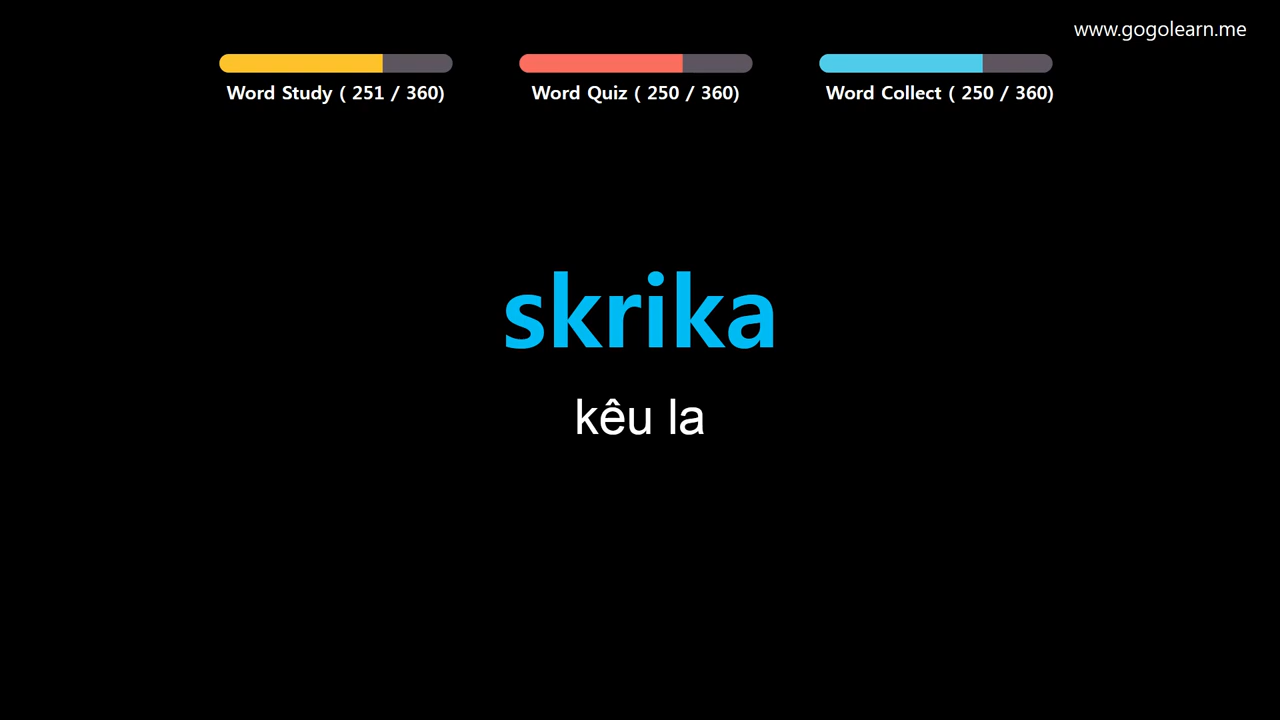 www.gogolearn.me
Word Study ( 251 / 360)
Word Quiz ( 250 / 360)
Word Collect ( 250 / 360)
skrika
kêu la